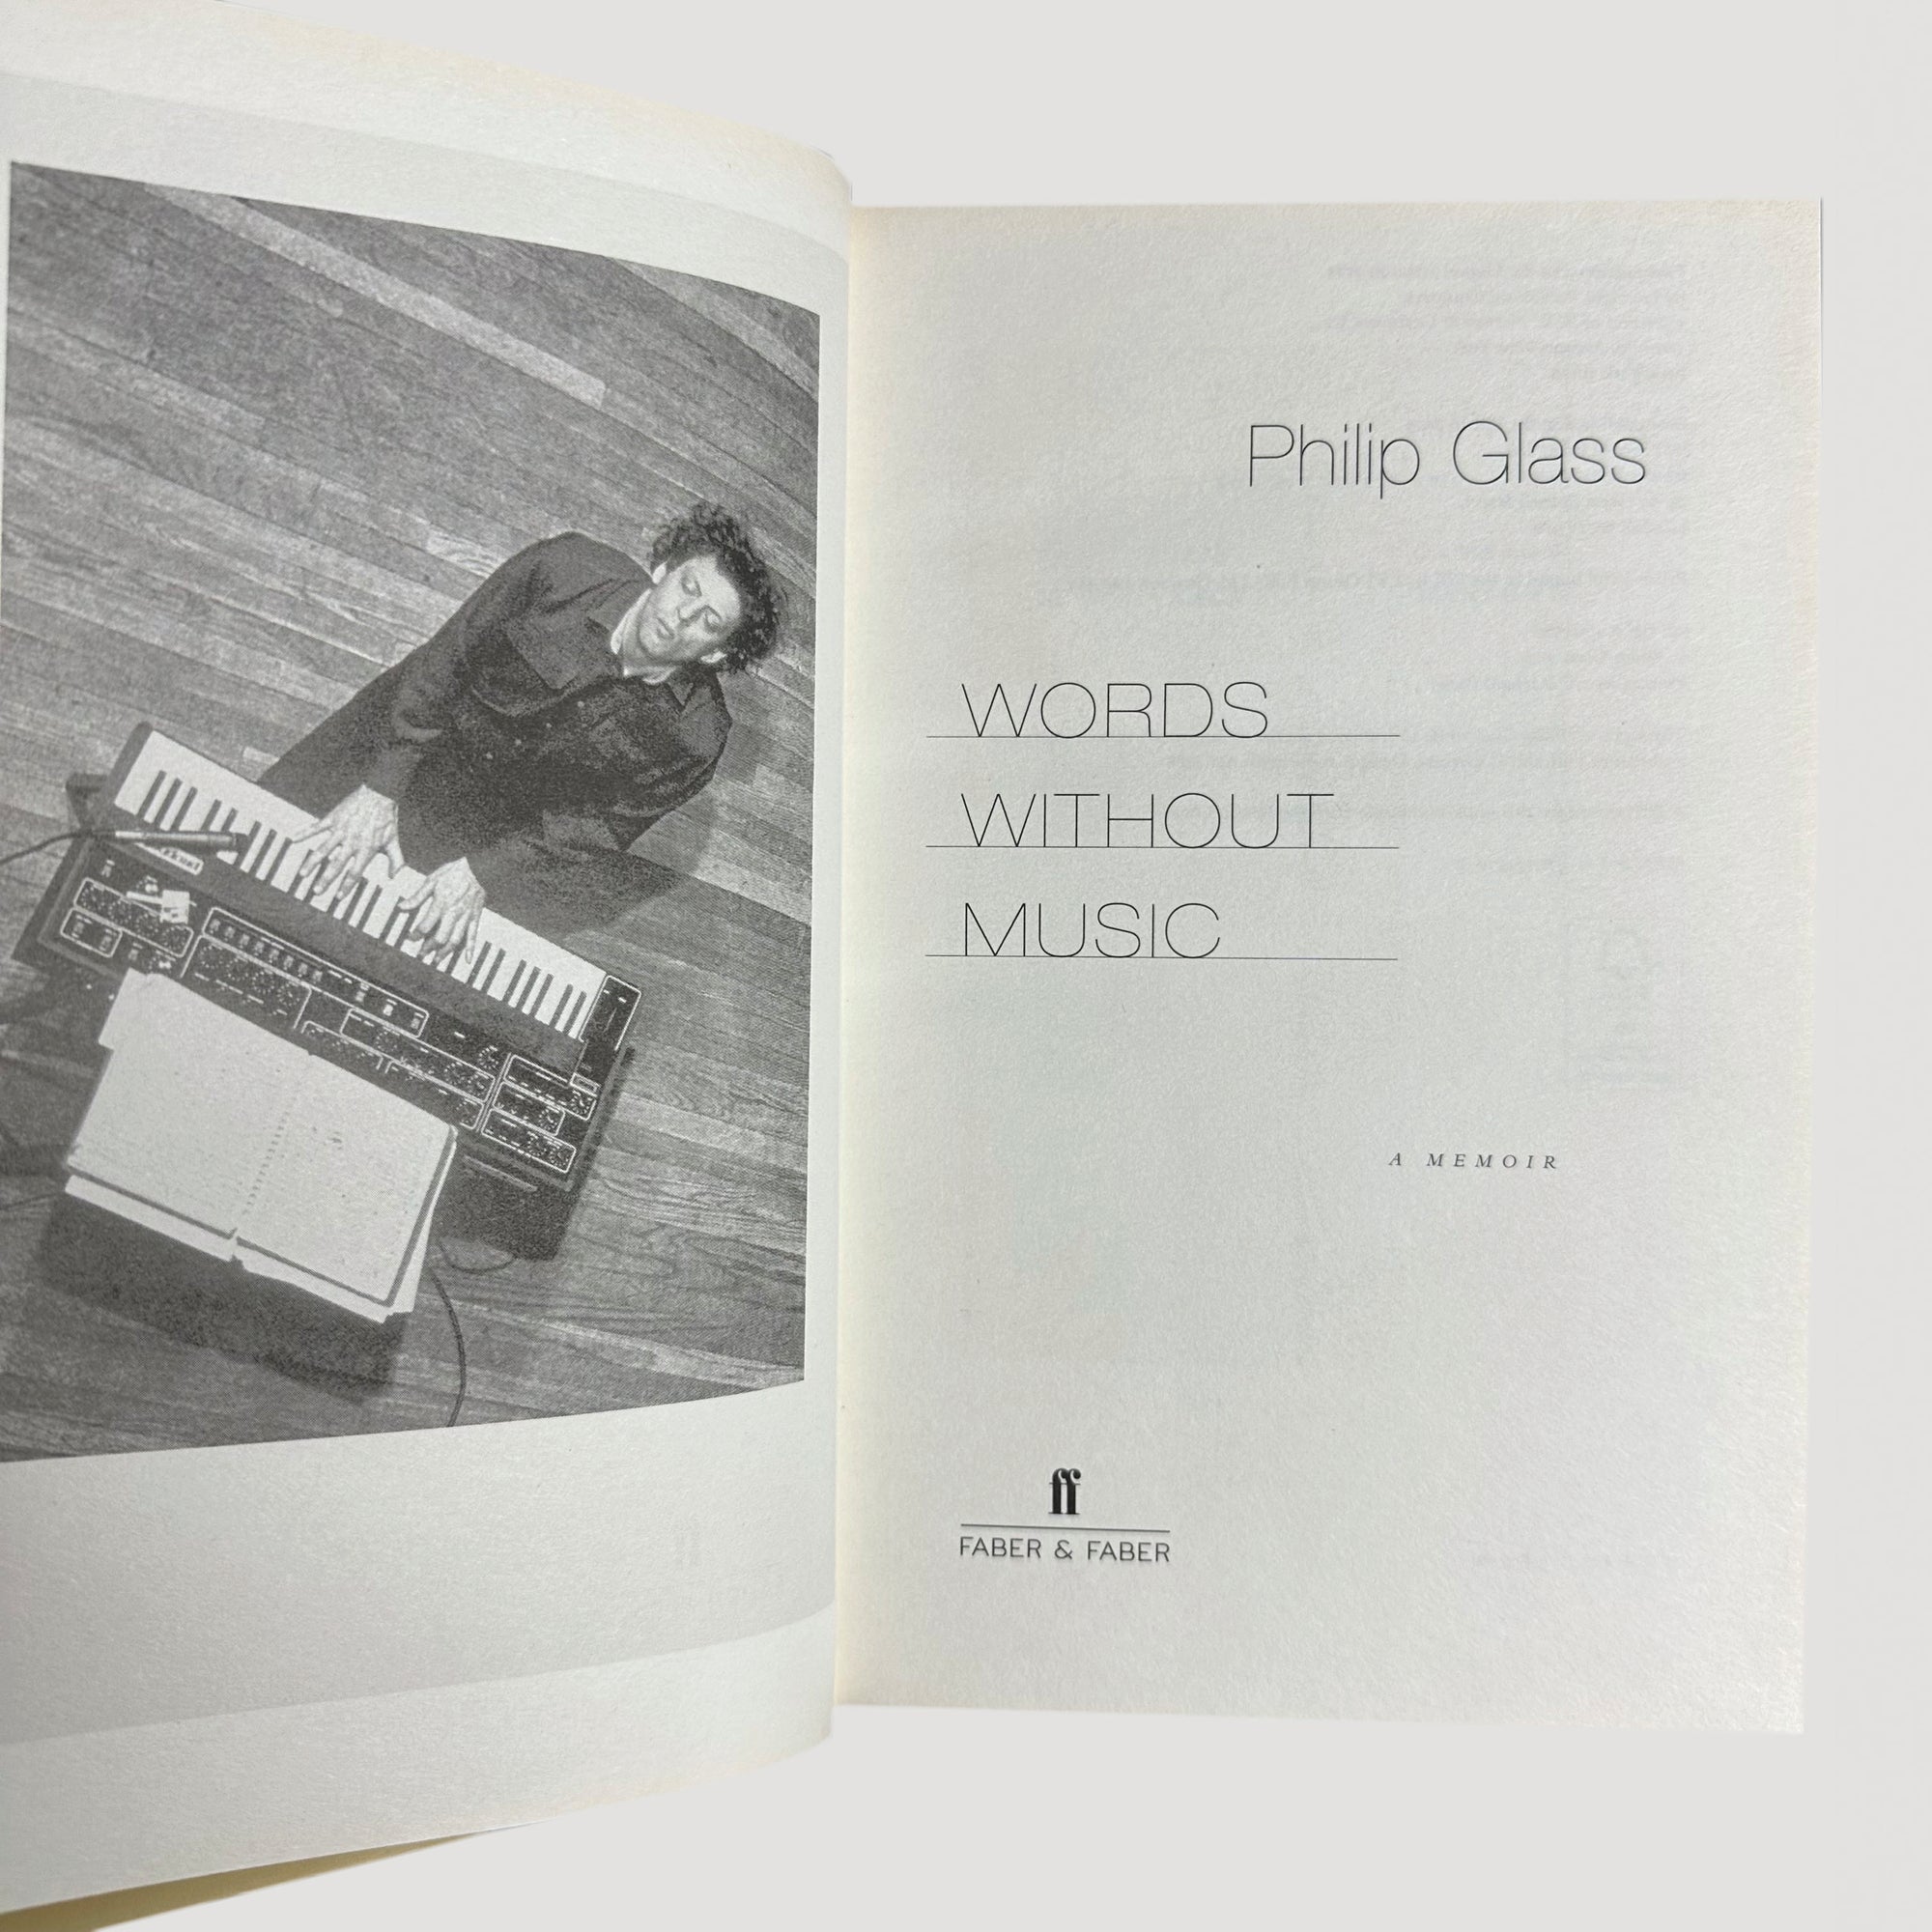 Philip Glass
WORDS
WITHOUT
MUSIC
A MEMOIR
ff
FABER & FABER